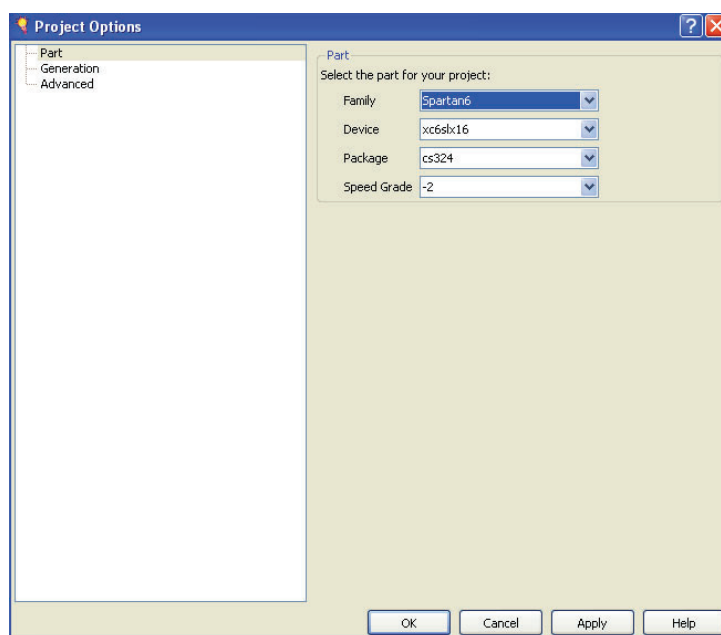 Project Options
Part
Generation
Advanced
Part
Select the part for your project:
Family Spartan6
Device xc6slx16
Package cs324
Speed Grade -2
OK Cancel Apply Help